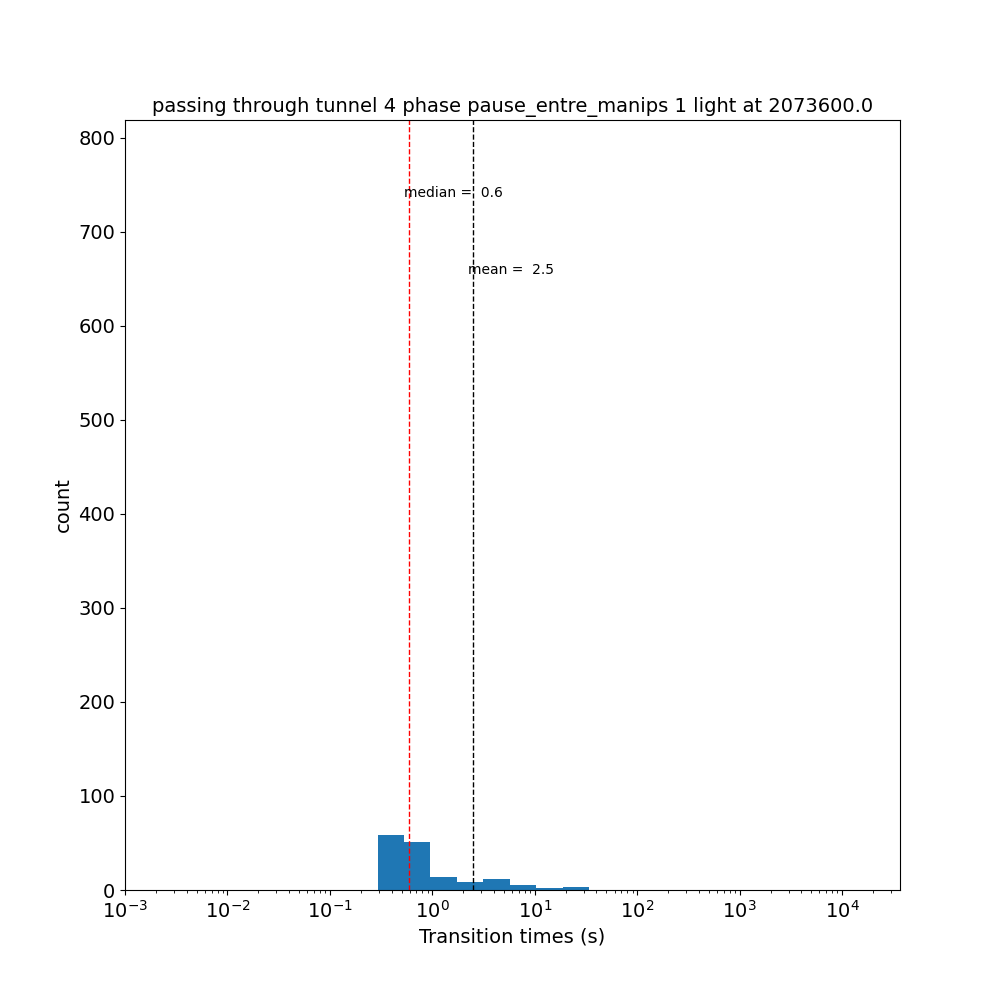 passing through tunnel 4 phase pause_entre_manips 1 light at 2073600.0
800
median =  0.6
700
mean =  2.5
600
500
count
400
300
200
100
0
10⁻³ 10⁻² 10⁻¹ 10⁰ 10¹ 10² 10³ 10⁴
Transition times (s)